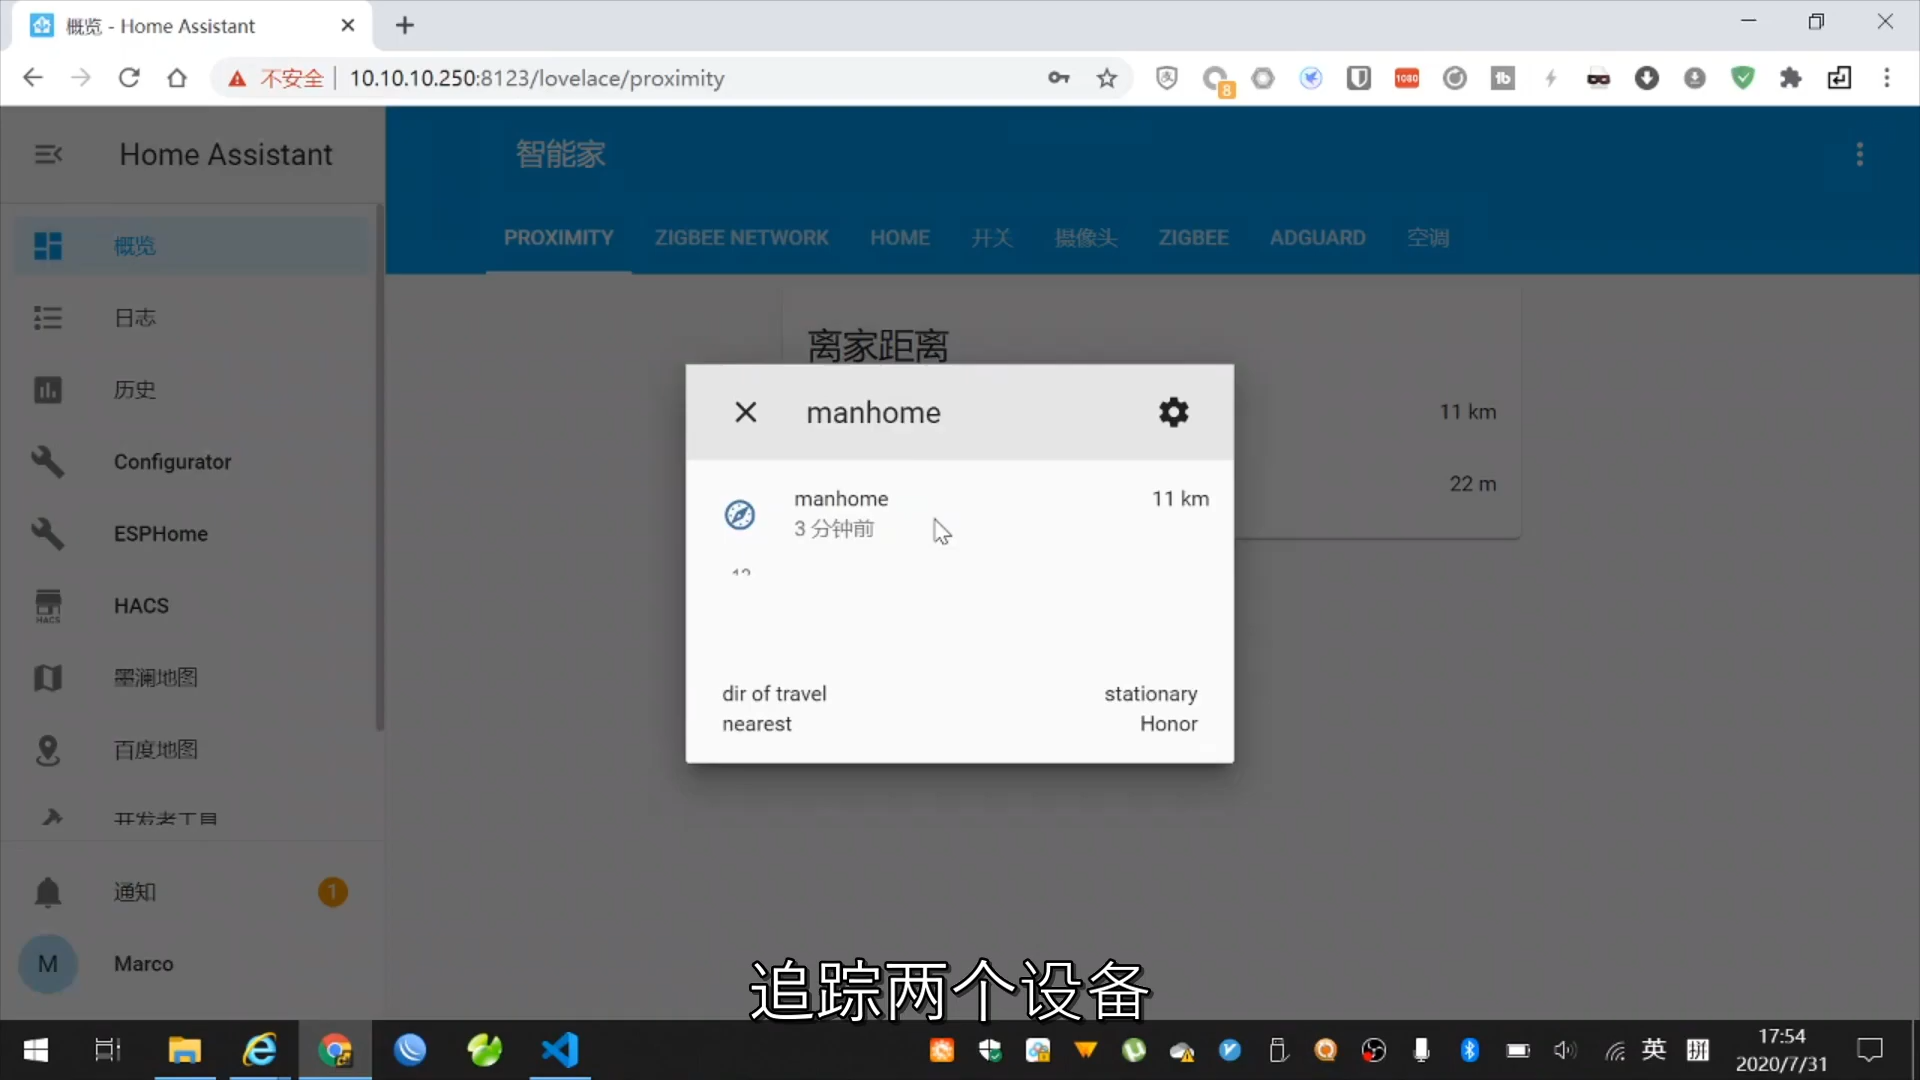 概览 - Home Assistant
不安全 10.10.10.250:8123/lovelace/proximity
8
1080
Home Assistant
智能家
PROXIMITY ZIGBEE NETWORK HOME 开关 摄像头 ZIGBEE ADGUARD 空调
概览
日志
历史
Configurator
ESPHome
HACS
HACS
墨澜地图
百度地图
开发者工具
通知 1
M Marco
离家距离
11 km
22 m
manhome
manhome 11 km
3 分钟前
dir of travel stationary
nearest Honor
追踪两个设备
英 拼
17:54
2020/7/31